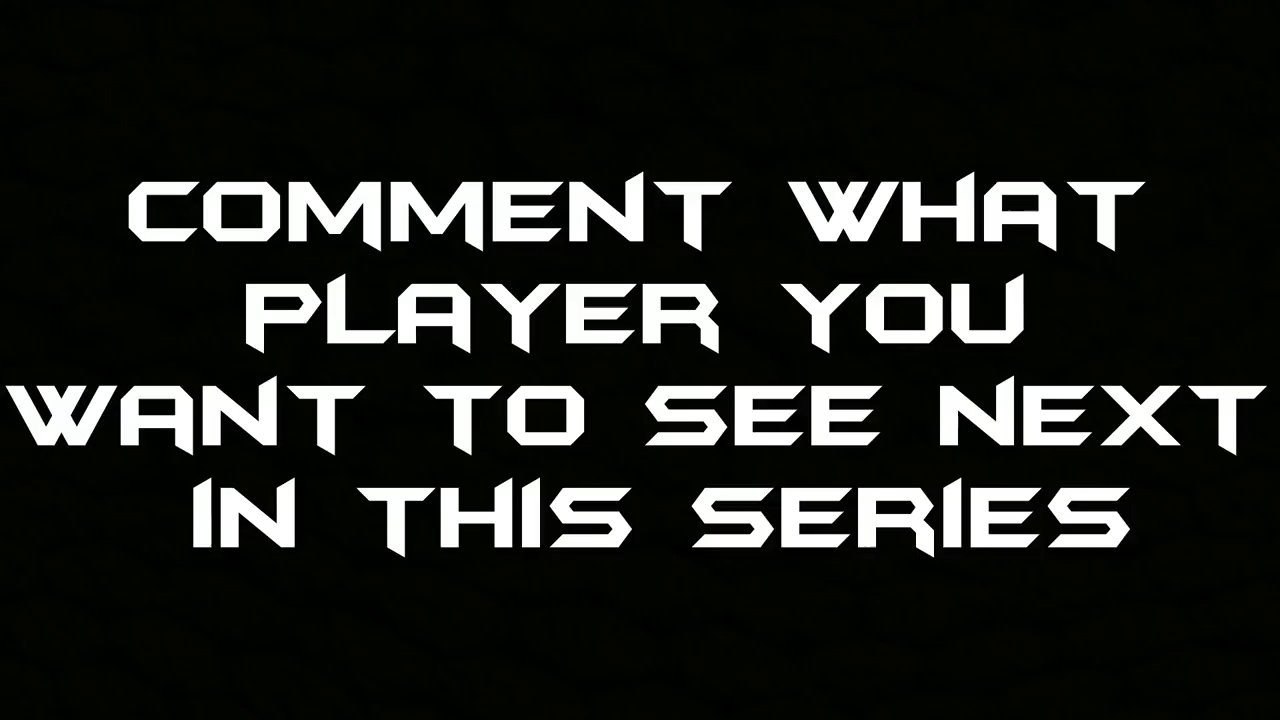 COMMENT WHAT
PLAYER YOU
WANT TO SEE NEXT
IN THIS SERIES